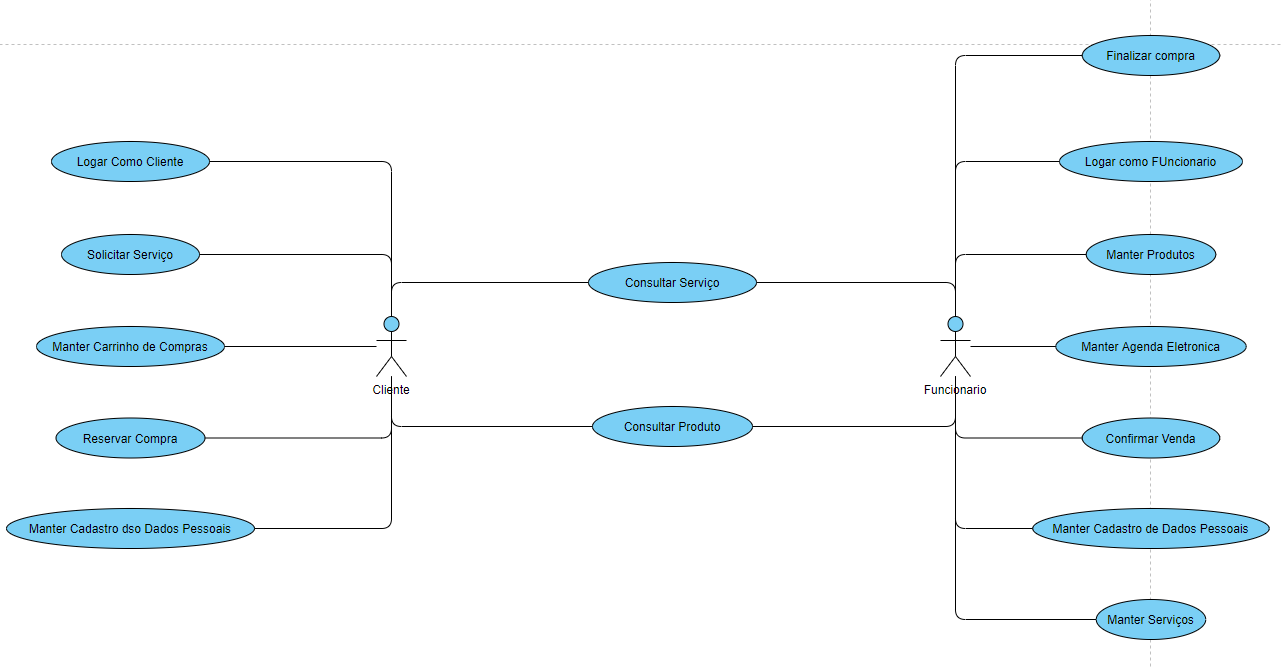 Finalizar compra
Logar Como Cliente
Logar como FUncionario
Solicitar Serviço
Manter Produtos
Consultar Serviço
Manter Carrinho de Compras
Manter Agenda Eletronica
Cliente
Funcionario
Consultar Produto
Reservar Compra
Confirmar Venda
Manter Cadastro dso Dados Pessoais
Manter Cadastro de Dados Pessoais
Manter Serviços